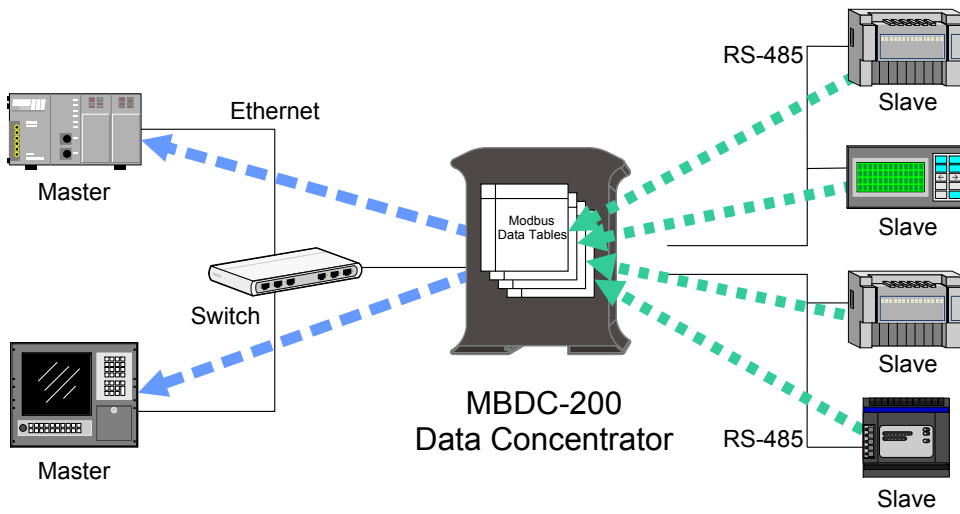 RS-485
Slave
Ethernet
Master
Slave
Modbus
Data Tables
Switch
Slave
MBDC-200
Data Concentrator
RS-485
Master
Slave